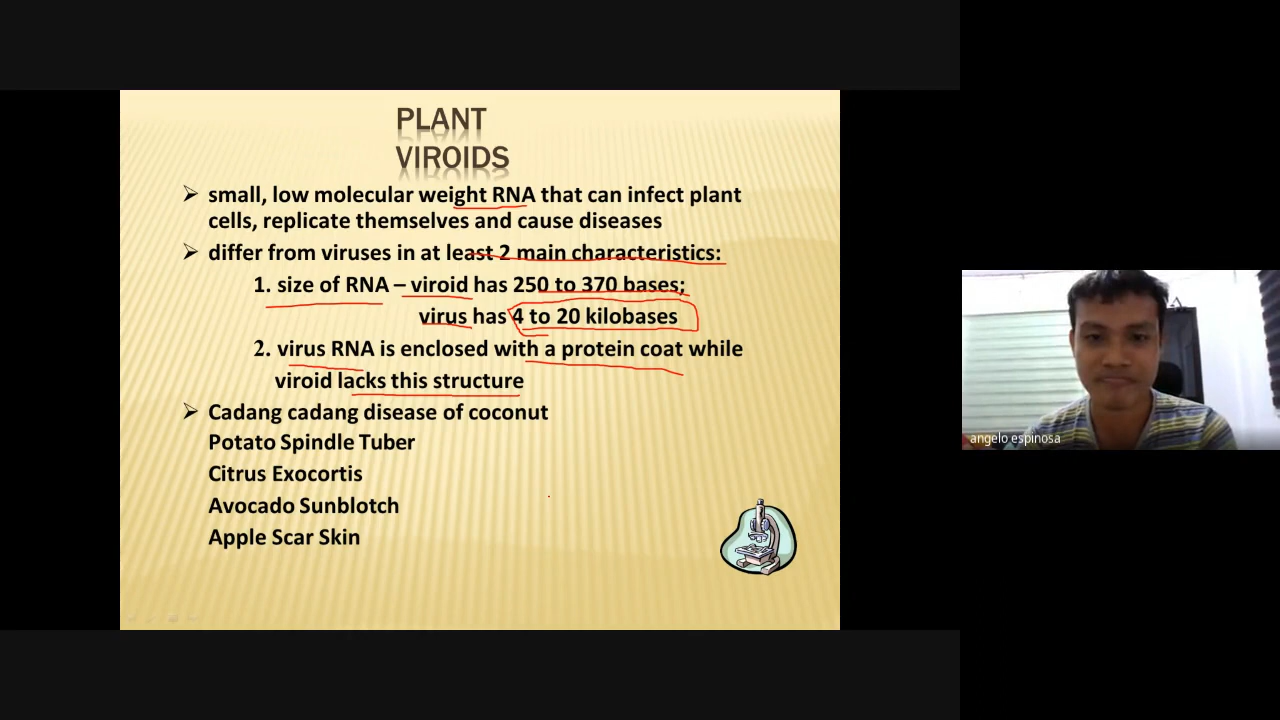 PLANT
VIROIDS
➢ small, low molecular weight RNA that can infect plant
cells, replicate themselves and cause diseases
➢ differ from viruses in at least 2 main characteristics:
1. size of RNA – viroid has 250 to 370 bases;
virus has 4 to 20 kilobases
2. virus RNA is enclosed with a protein coat while
viroid lacks this structure
➢ Cadang cadang disease of coconut
Potato Spindle Tuber
Citrus Exocortis
Avocado Sunblotch
Apple Scar Skin
angelo espinosa